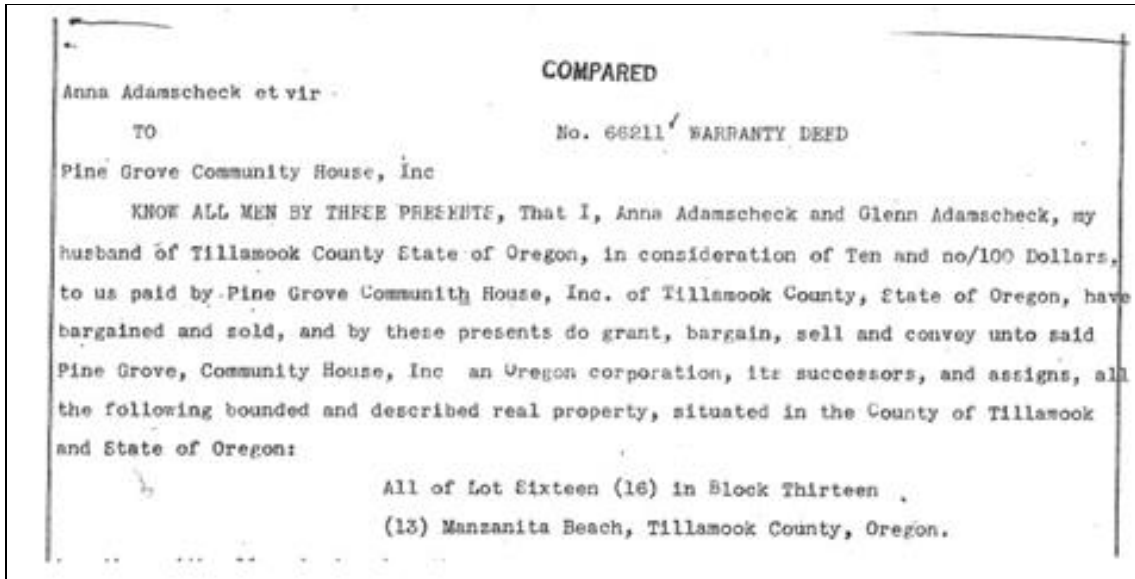 COMPARED
Anna Adamscheck et vir
TO
No. 66211 WARRANTY DEED
Pine Grove Community House, Inc
KNOW ALL MEN BY THESE PRESENTS, That I, Anna Adamscheck and Glenn Adamscheck, my
husband of Tillamook County State of Oregon, in consideration of Ten and no/100 Dollars,
to us paid by Pine Grove Communith House, Inc. of Tillamook County, State of Oregon, have
bargained and sold, and by these presents do grant, bargain, sell and convey unto said
Pine Grove, Community House, Inc an Oregon corporation, its successors, and assigns, all
the following bounded and described real property, situated in the County of Tillamook
and State of Oregon:
All of Lot Sixteen (16) in Block Thirteen
(13) Manzanita Beach, Tillamook County, Oregon.